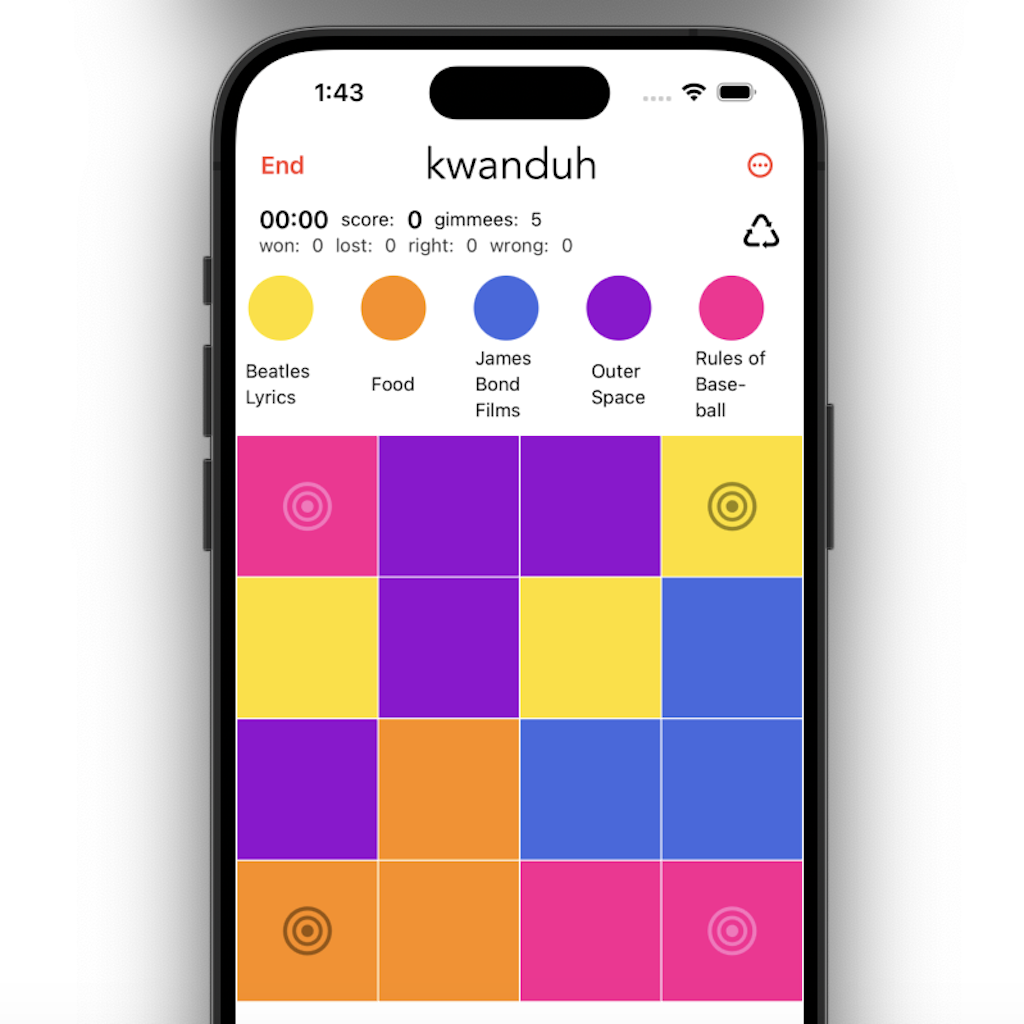 1:43
End
kwanduh
00:00 score: 0 gimmees: 5
won: 0 lost: 0 right: 0 wrong: 0
Beatles
Lyrics
Food
James
Bond
Films
Outer
Space
Rules of
Base-
ball